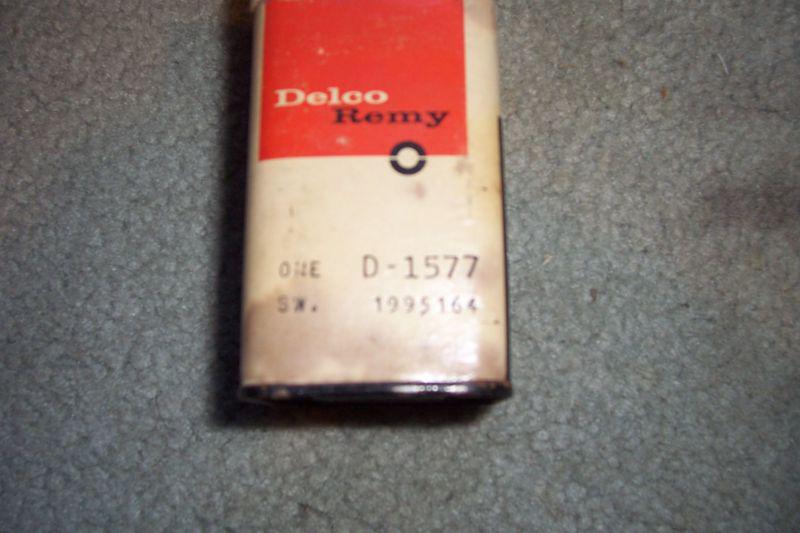 Delco
Remy
ONE D-1577
SW. 1995164